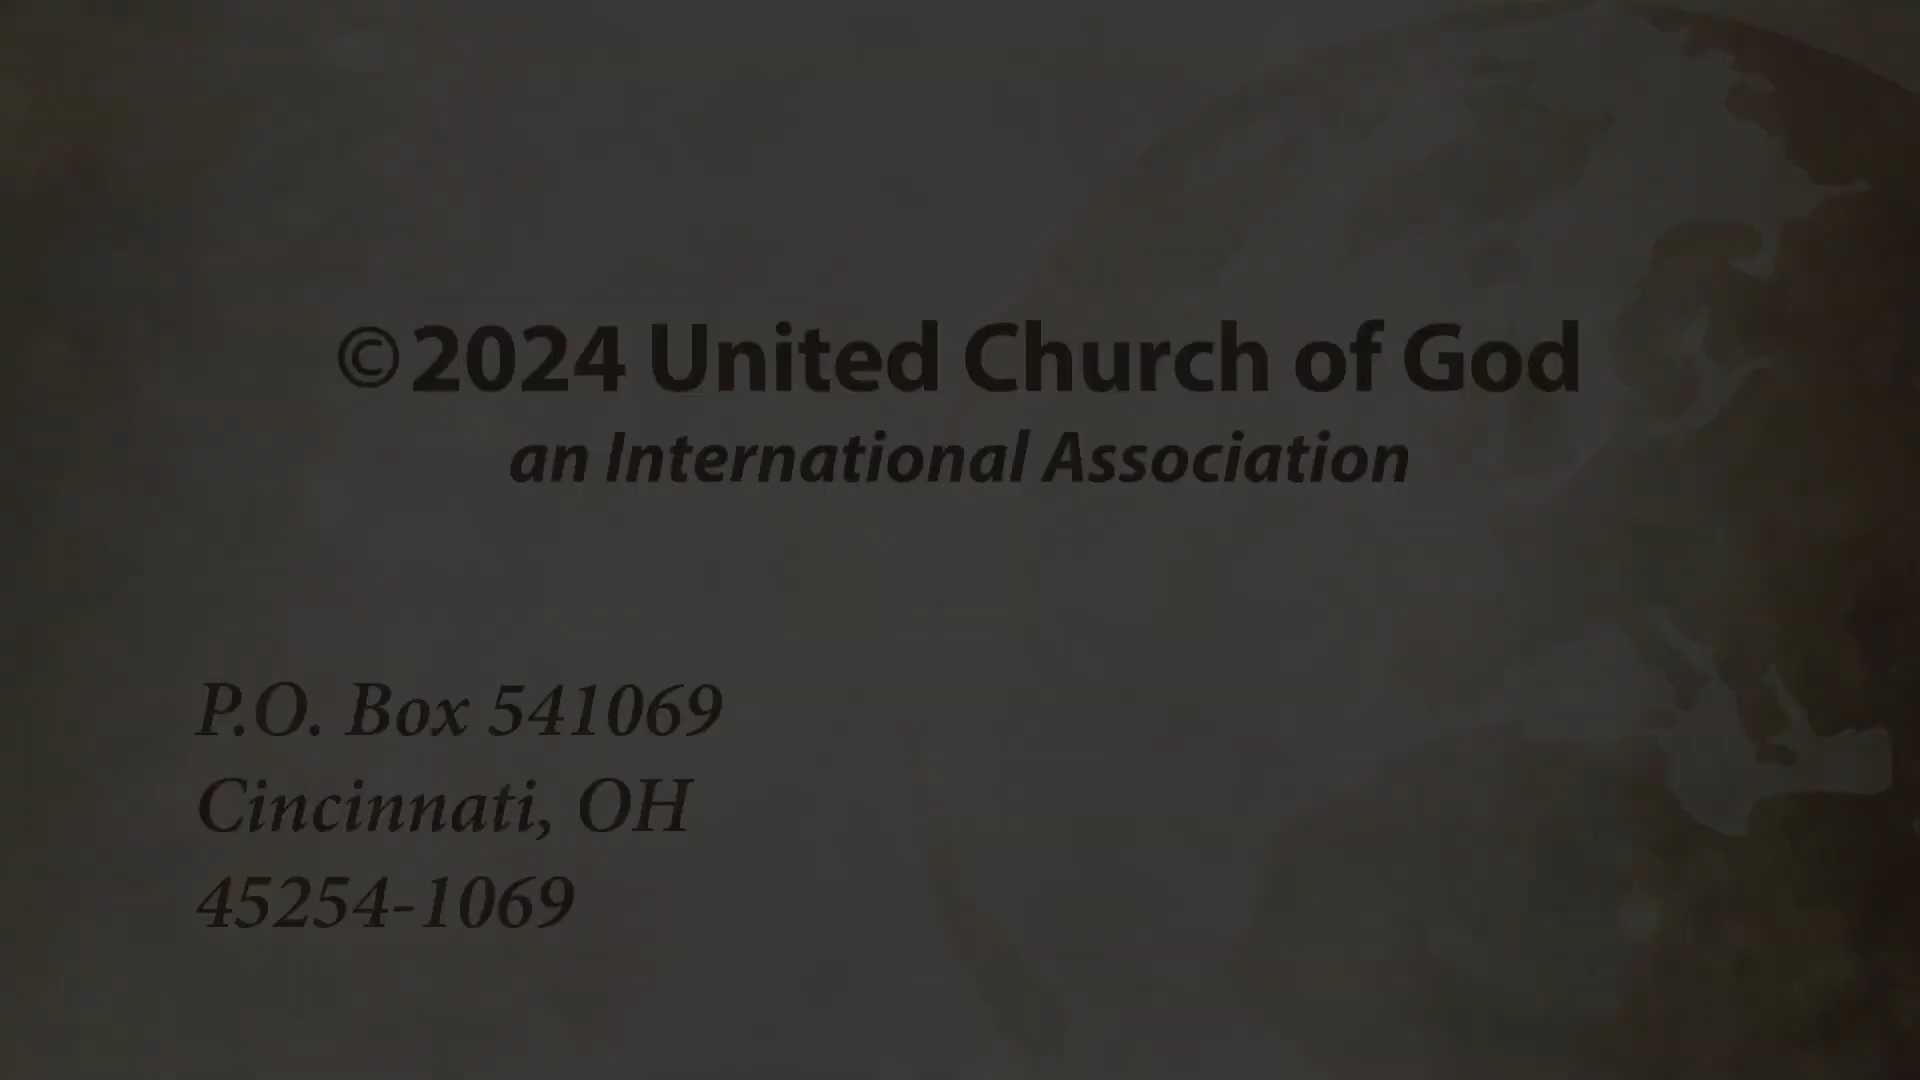 ©2024 United Church of God
an International Association
P.O. Box 541069
Cincinnati, OH
45254-1069